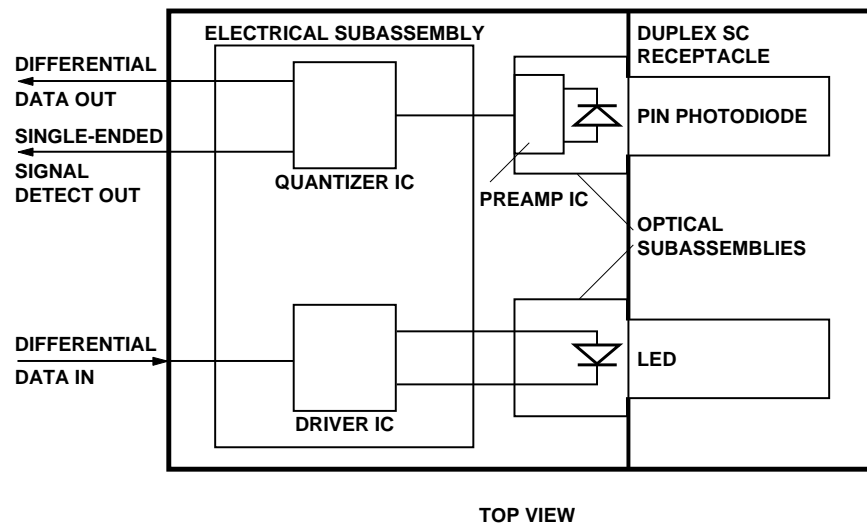 ELECTRICAL SUBASSEMBLY
DUPLEX SC
RECEPTACLE
DIFFERENTIAL
DATA OUT
PIN PHOTODIODE
SINGLE-ENDED
SIGNAL
DETECT OUT
QUANTIZER IC
PREAMP IC
OPTICAL
SUBASSEMBLIES
DIFFERENTIAL
DATA IN
LED
DRIVER IC
TOP VIEW